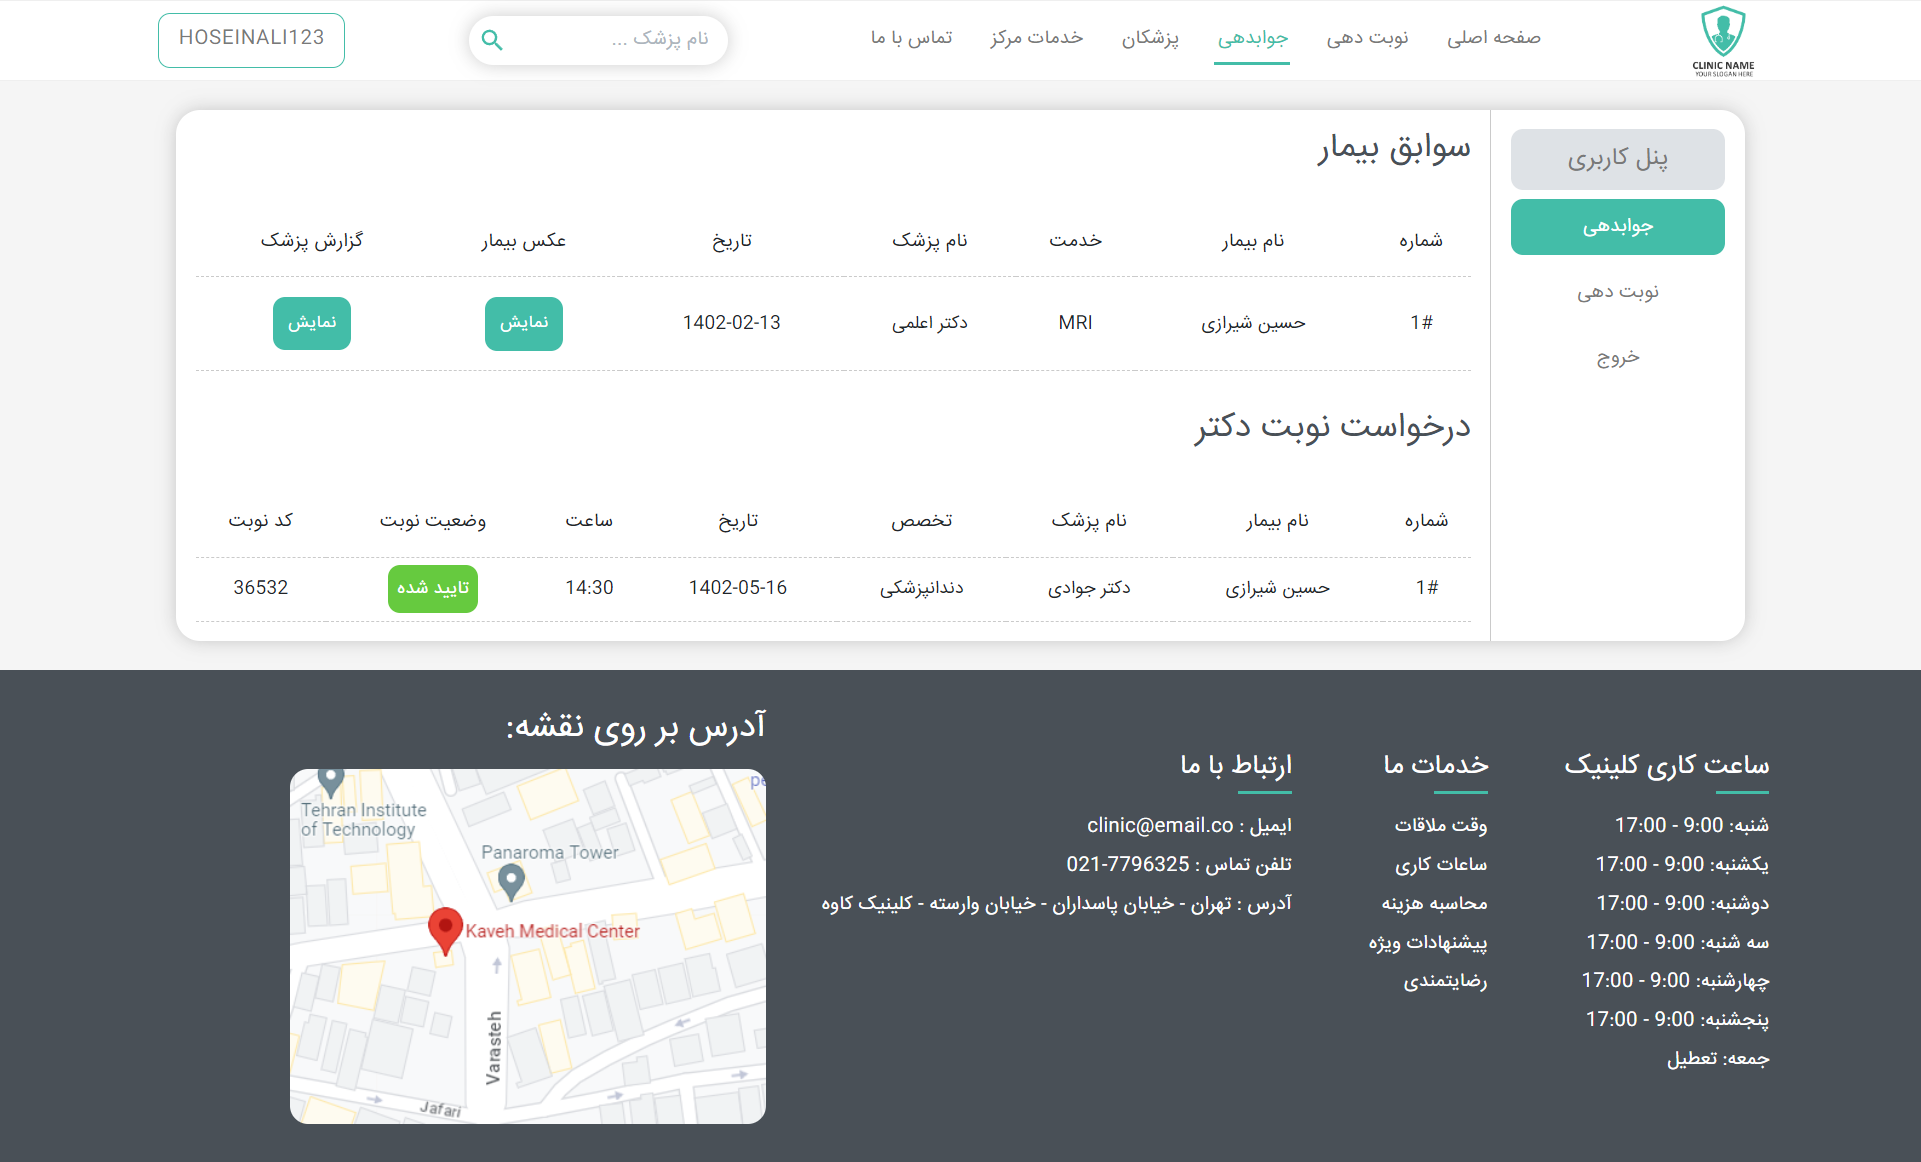 CLINIC NAME
YOUR SLOGAN HERE
صفحه اصلی
نوبت دهی
جوابدهی
پزشکان
خدمات مرکز
تماس با ما
نام پزشک ...
HOSEINALI123
پنل کاربری
جوابدهی
نوبت دهی
خروج
سوابق بیمار
شماره نام بیمار خدمت نام پزشک تاریخ عکس بیمار گزارش پزشک
1# حسین شیرازی MRI دکتر اعلمی 1402-02-13 نمایش نمایش
درخواست نوبت دکتر
شماره نام بیمار نام پزشک تخصص تاریخ ساعت وضعیت نوبت کد نوبت
1# حسین شیرازی دکتر جوادی دندانپزشکی 1402-05-16 14:30 تایید شده 36532
ساعت کاری کلینیک
شنبه: 9:00 - 17:00
یکشنبه: 9:00 - 17:00
دوشنبه: 9:00 - 17:00
سه شنبه: 9:00 - 17:00
چهارشنبه: 9:00 - 17:00
پنجشنبه: 9:00 - 17:00
جمعه: تعطیل
خدمات ما
وقت ملاقات
ساعات کاری
محاسبه هزینه
پیشنهادات ویژه
رضایتمندی
ارتباط با ما
ایمیل : clinic@email.co
تلفن تماس : 021-7796325
آدرس : تهران - خیابان پاسداران - خیابان وارسته - کلینیک کاوه
آدرس بر روی نقشه:
Tehran Institute
of Technology
Panaroma Tower
Kaveh Medical Center
Varasteh
Jafari